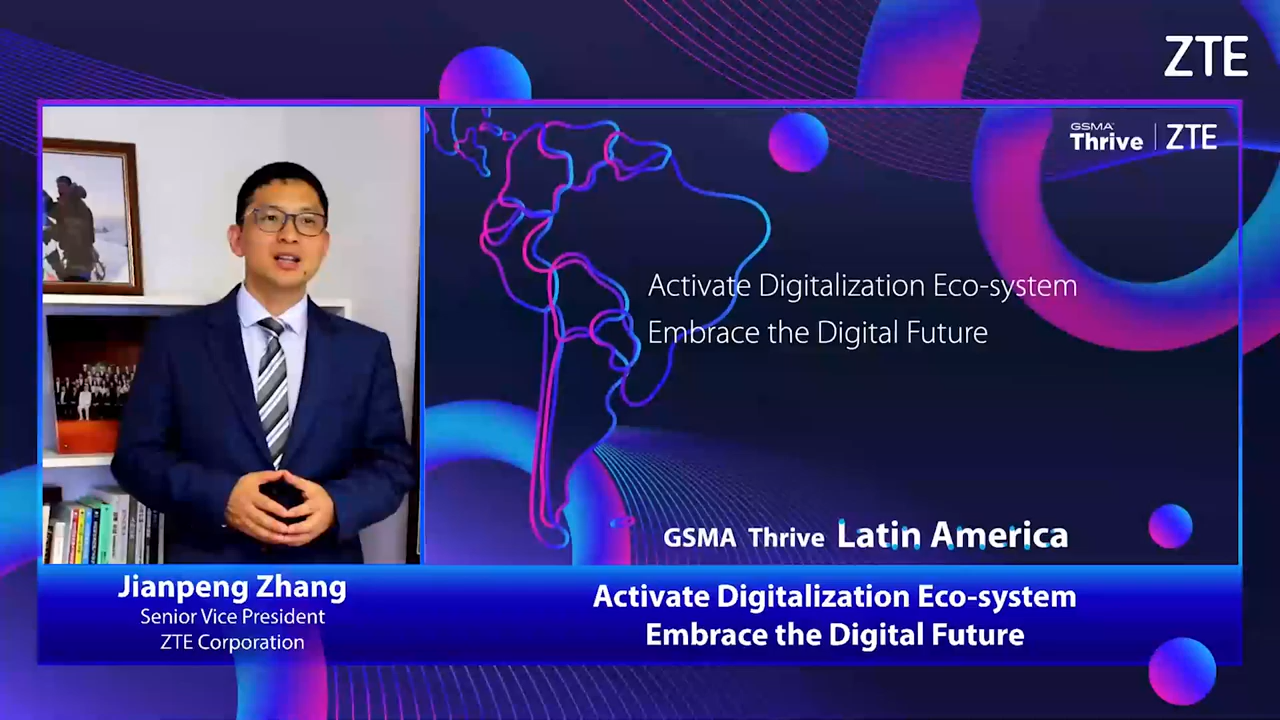 ZTE
GSMA
Thrive
ZTE
Activate Digitalization Eco-system
Embrace the Digital Future
GSMA Thrive Latin America
Jianpeng Zhang
Senior Vice President
ZTE Corporation
Activate Digitalization Eco-system
Embrace the Digital Future